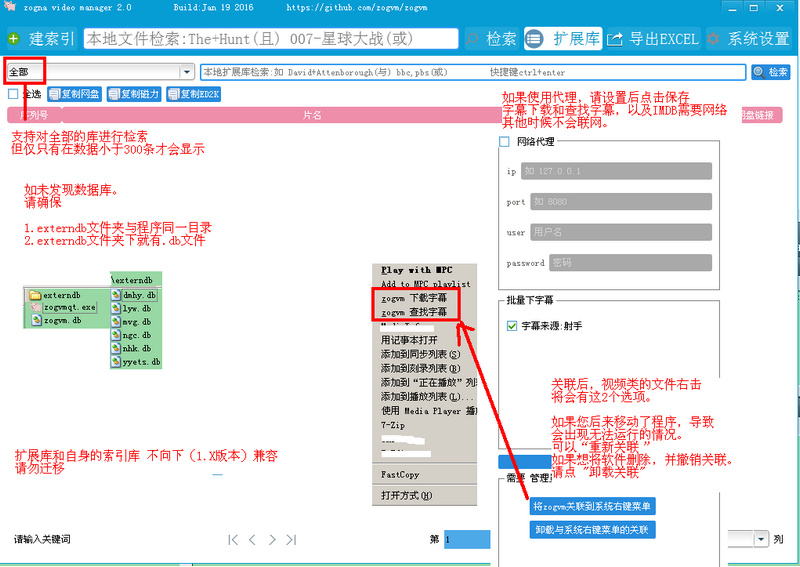 zogna video manager 2.0 Build:Jan 19 2016 https://github.com/zogvm/zogvm
建索引 本地文件检索:The+Hunt(且) 007-星球大战(或) 检索 扩展库 导出EXCEL 系统设置
全部 本地扩展库检索:如 David+Attenborough(与) bbc,pbs(或) 快捷键ctrl+enter 检索
全选 复制网盘 复制磁力 复制ED2K
序列号 片名 网盘链接
支持对全部的库进行检索
但仅只有在数据小于300条才会显示
如未发现数据库。
请确保
1.externdb文件夹与程序同一目录
2.externdb文件夹下就有.db文件
externdb
zogvmqt.exe
zogvm.db
\externdb
dmhy.db
lyw.db
mvg.db
ngc.db
nhk.db
yyets.db
扩展库和自身的索引库 不向下（1.X版本）兼容
请勿迁移
Play with MPC
Add to MPC playlist
zogvm 下载字幕
zogvm 查找字幕
用记事本打开
添加到同步列表(S)
添加到刻录列表(B)
添加到“正在播放”列
添加到播放列表(L)...
使用 Media Player 播
7-Zip
FastCopy
打开方式(H)
如果使用代理，请设置后点击保存
字幕下载和查找字幕，以及IMDB需要网络
其他时候不会联网。
网络代理
ip 如 127.0.0.1
port 如 8080
user 用户名
password 密码
批量下字幕
字幕来源:射手
关联后，视频类的文件右击
将会有这2个选项。
如果您后来移动了程序，导致
会出现无法运行的情况。
可以“重新关联 ”
如果想将软件删除，并撤销关联。
请点 "卸载关联"
需要 管理
将zogvm关联到系统右键菜单
卸载与系统右键菜单的关联
请输入关键词 第 1 列